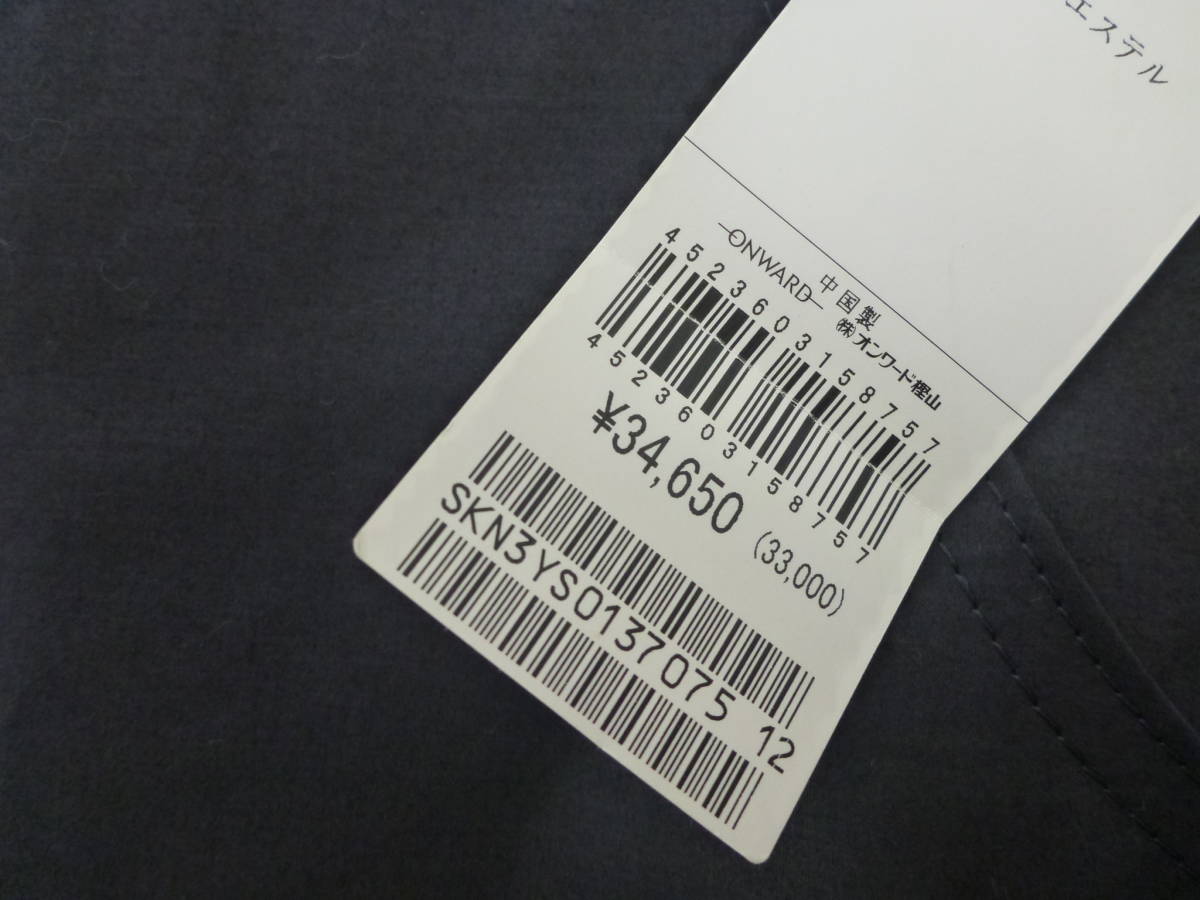 エステル
中国製
ONWARD ㈱オンワード樫山
4523603158757
4523603158757
¥34,650 (33,000)
SKN3YS0137075 12